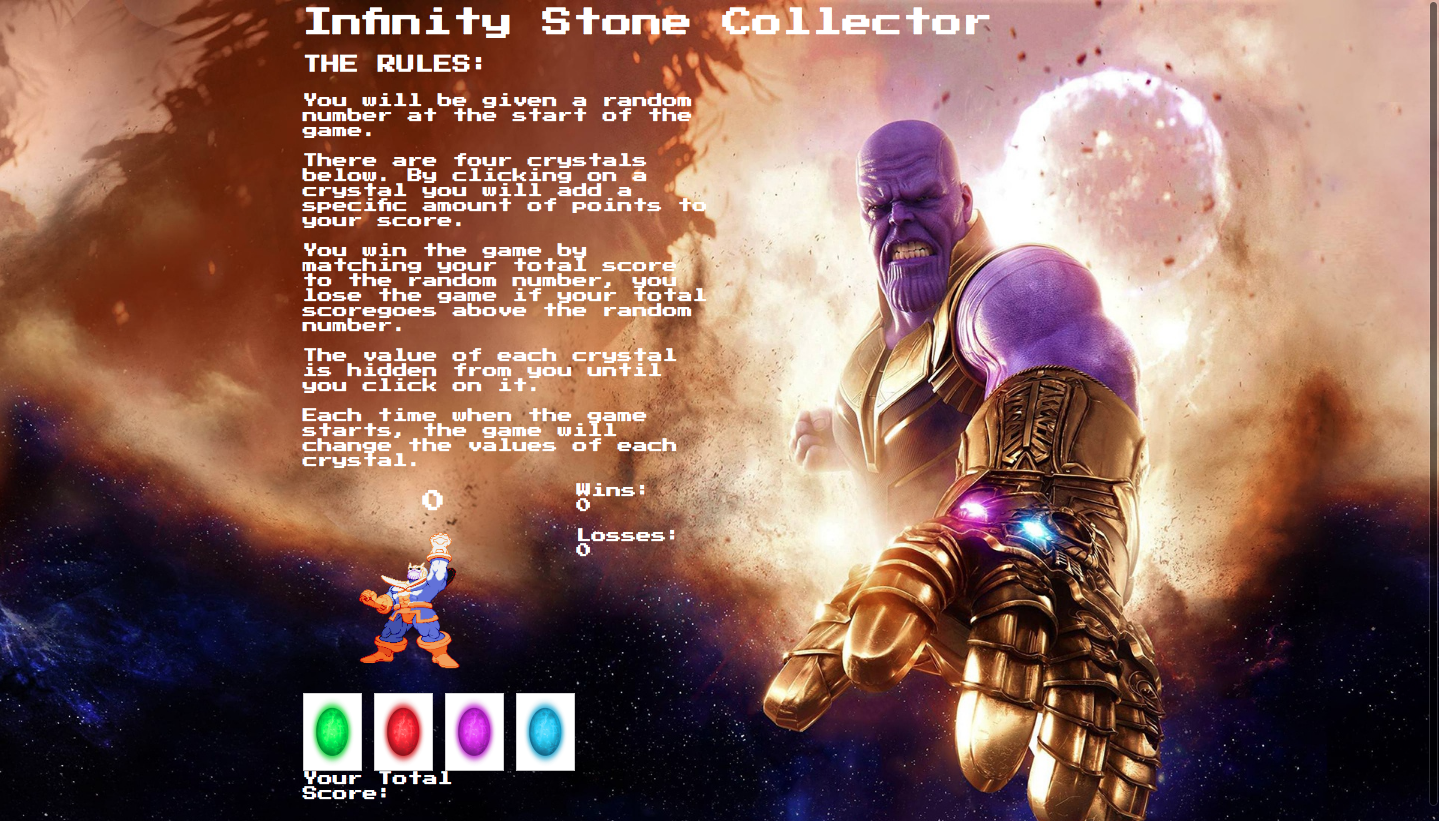 Infinity Stone Collector
THE RULES:
You will be given a random
number at the start of the
game.
There are four crystals
below. By clicking on a
crystal you will add a
specific amount of points to
your score.
You win the game by
matching your total score
to the random number, you
lose the game if your total
scoregoes above the random
number.
The value of each crystal
is hidden from you until
you click on it.
Each time when the game
starts, the game will
change the values of each
crystal.
0
Wins:
0
Losses:
0
Your Total
Score: